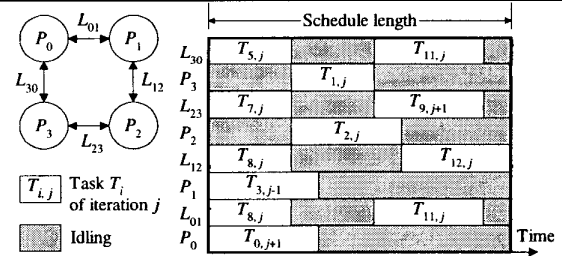 Schedule length
P0 L01 P1
L30 L12
P3 L23 P2
Ti, j Task Ti
of iteration j
Idling
L30 T5, j T11, j
P3 T1, j
L23 T7, j T9, j+1
P2 T2, j
L12 T8, j T12, j
P1 T3, j-1
L01 T8, j T11, j
P0 T0, j+1
Time